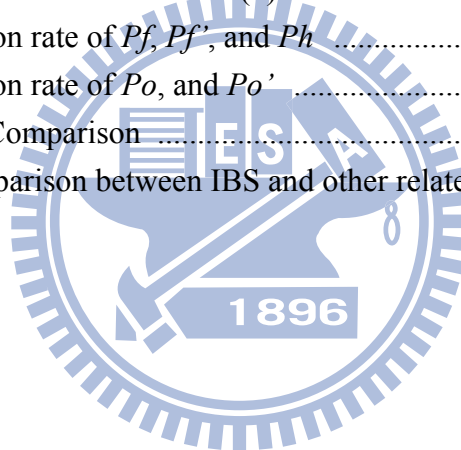 on rate of Pf, Pf’, and Ph ................
on rate of Po, and Po’ ......................
Comparison .........................................
parison between IBS and other relate
E S A
1896